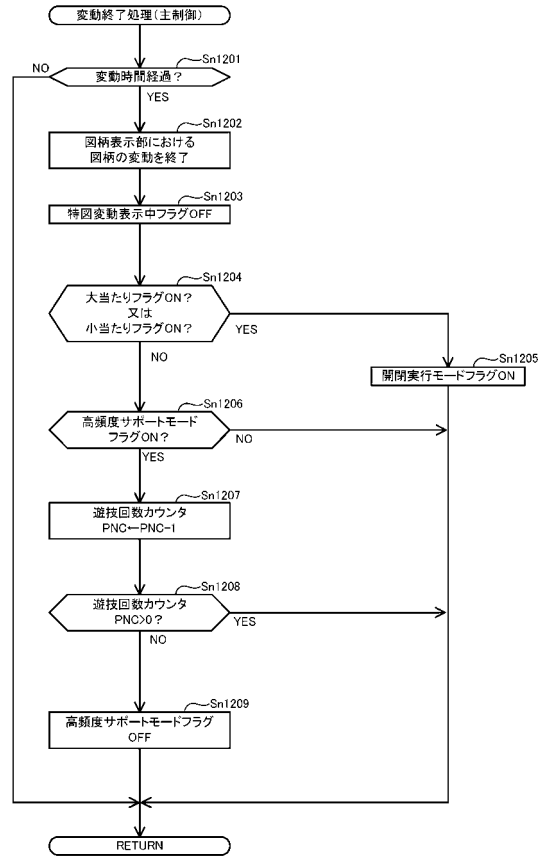 変動終了処理(主制御)
Sn1201
NO
変動時間経過?
YES
Sn1202
図柄表示部における
図柄の変動を終了
Sn1203
特図変動表示中フラグOFF
Sn1204
大当たりフラグON?
又は
小当たりフラグON?
YES
NO
Sn1205
開閉実行モードフラグON
Sn1206
高頻度サポートモード
フラグON?
NO
YES
Sn1207
遊技回数カウンタ
PNC←PNC-1
Sn1208
遊技回数カウンタ
PNC>0?
YES
NO
Sn1209
高頻度サポートモードフラグ
OFF
RETURN